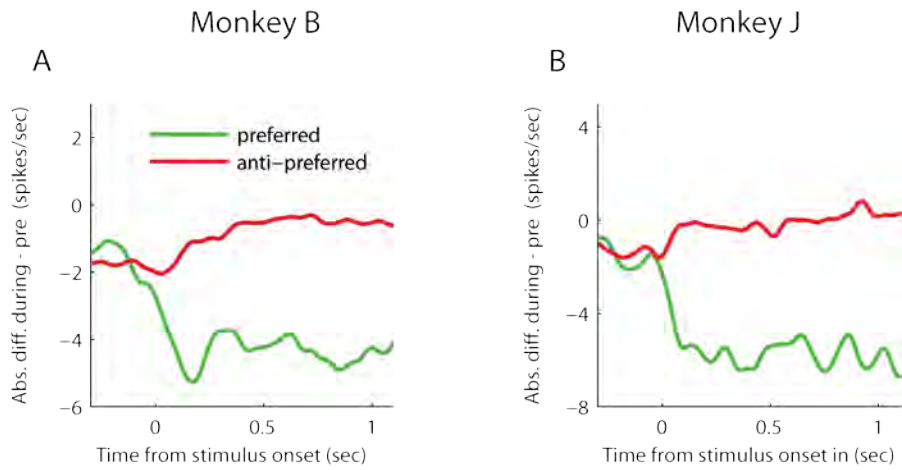 Monkey B
Monkey J
A
B
Abs. diff. during - pre (spikes/sec)
2
0
−2
−4
−6
preferred
anti−preferred
0
0.5
1
Time from stimulus onset (sec)
Abs. diff. during - pre (spikes/sec)
4
0
−4
−8
0
0.5
1
Time from stimulus onset in (sec)